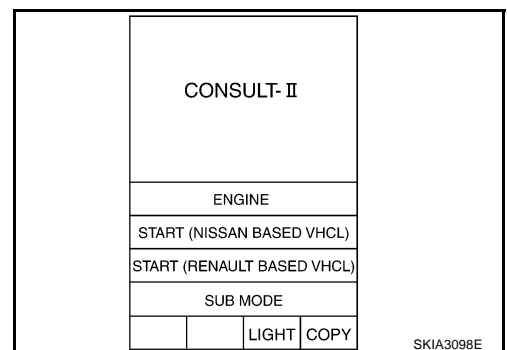 CONSULT-II
ENGINE
START (NISSAN BASED VHCL)
START (RENAULT BASED VHCL)
SUB MODE
LIGHT COPY
SKIA3098E